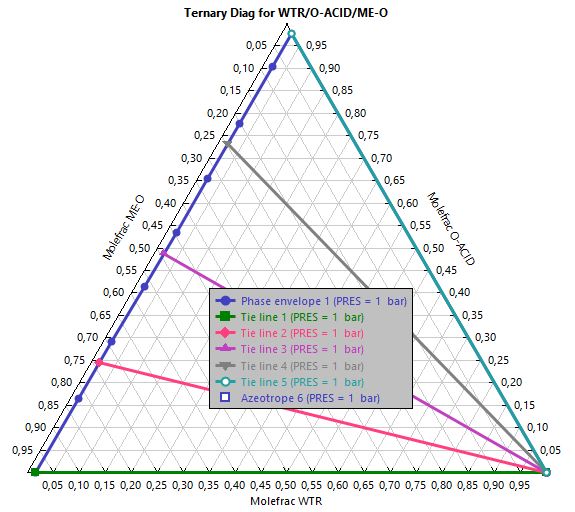 Ternary Diag for WTR/O-ACID/ME-O
0,05 0,95
0,10 0,90
0,15 0,85
0,20 0,80
0,25 0,75
0,30 0,70
0,35 0,65
0,40 0,60
0,45 0,55
0,50 0,50
0,55 0,45
0,60 0,40
0,65 0,35
0,70 0,30
0,75 0,25
0,80 0,20
0,85 0,15
0,90 0,10
0,95 0,05
Molefrac ME-O
Molefrac O-ACID
Phase envelope 1 (PRES = 1 bar)
Tie line 1 (PRES = 1 bar)
Tie line 2 (PRES = 1 bar)
Tie line 3 (PRES = 1 bar)
Tie line 4 (PRES = 1 bar)
Tie line 5 (PRES = 1 bar)
Azeotrope 6 (PRES = 1 bar)
0,05 0,10 0,15 0,20 0,25 0,30 0,35 0,40 0,45 0,50 0,55 0,60 0,65 0,70 0,75 0,80 0,85 0,90 0,95
Molefrac WTR